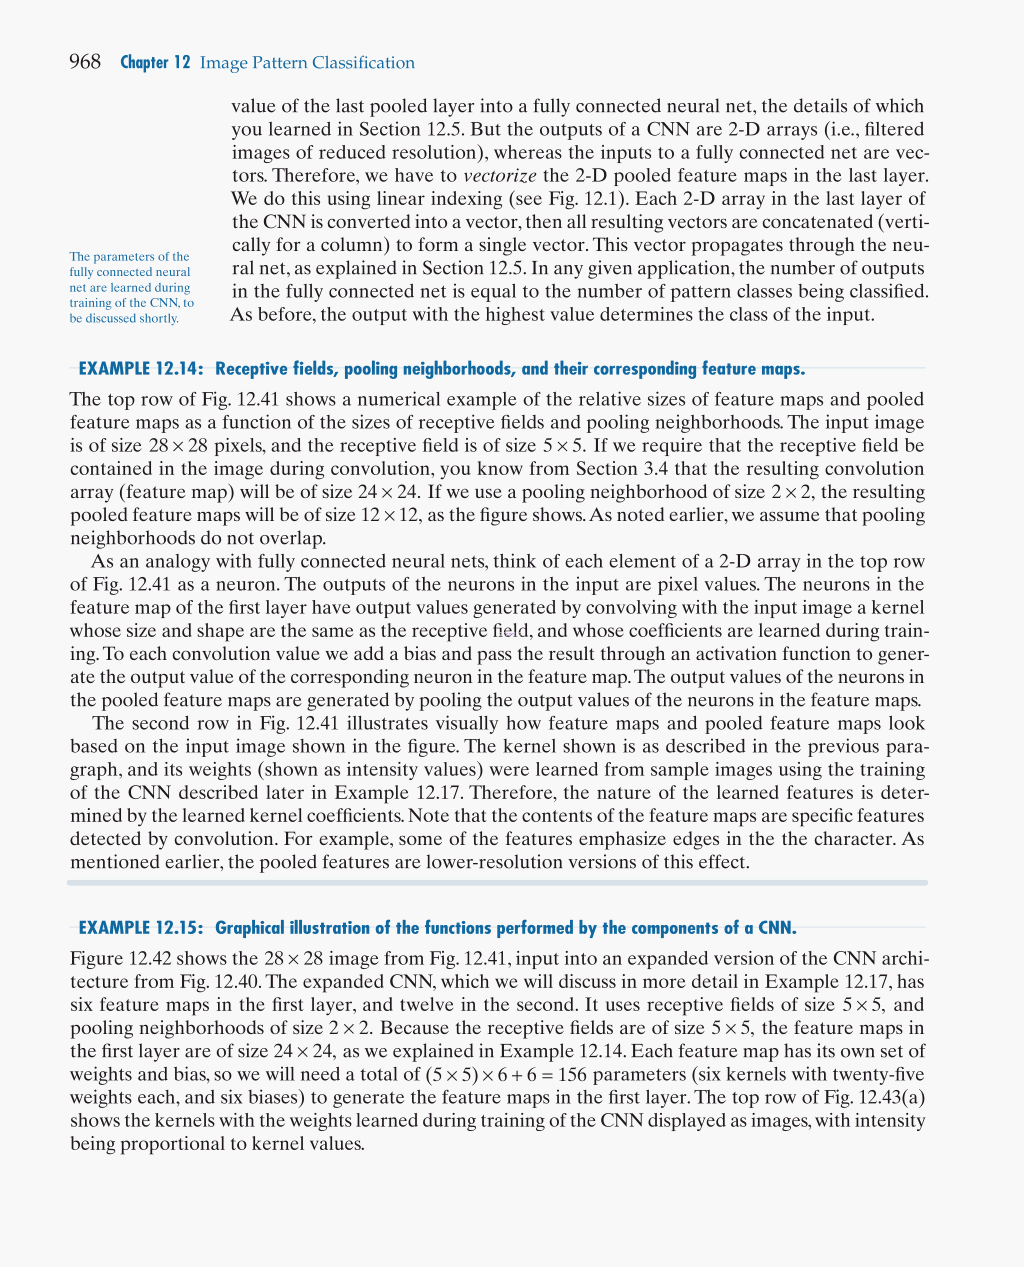 968 Chapter 12 Image Pattern Classification
value of the last pooled layer into a fully connected neural net, the details of which
you learned in Section 12.5. But the outputs of a CNN are 2-D arrays (i.e., filtered
images of reduced resolution), whereas the inputs to a fully connected net are vec-
tors. Therefore, we have to vectorize the 2-D pooled feature maps in the last layer.
We do this using linear indexing (see Fig. 12.1). Each 2-D array in the last layer of
the CNN is converted into a vector, then all resulting vectors are concatenated (verti-
cally for a column) to form a single vector. This vector propagates through the neu-
ral net, as explained in Section 12.5. In any given application, the number of outputs
in the fully connected net is equal to the number of pattern classes being classified.
As before, the output with the highest value determines the class of the input.
The parameters of the
fully connected neural
net are learned during
training of the CNN, to
be discussed shortly.
EXAMPLE 12.14: Receptive fields, pooling neighborhoods, and their corresponding feature maps.
The top row of Fig. 12.41 shows a numerical example of the relative sizes of feature maps and pooled
feature maps as a function of the sizes of receptive fields and pooling neighborhoods. The input image
is of size 28 × 28 pixels, and the receptive field is of size 5 × 5. If we require that the receptive field be
contained in the image during convolution, you know from Section 3.4 that the resulting convolution
array (feature map) will be of size 24 × 24. If we use a pooling neighborhood of size 2 × 2, the resulting
pooled feature maps will be of size 12 × 12, as the figure shows. As noted earlier, we assume that pooling
neighborhoods do not overlap.
As an analogy with fully connected neural nets, think of each element of a 2-D array in the top row
of Fig. 12.41 as a neuron. The outputs of the neurons in the input are pixel values. The neurons in the
feature map of the first layer have output values generated by convolving with the input image a kernel
whose size and shape are the same as the receptive field, and whose coefficients are learned during train-
ing. To each convolution value we add a bias and pass the result through an activation function to gener-
ate the output value of the corresponding neuron in the feature map. The output values of the neurons in
the pooled feature maps are generated by pooling the output values of the neurons in the feature maps.
The second row in Fig. 12.41 illustrates visually how feature maps and pooled feature maps look
based on the input image shown in the figure. The kernel shown is as described in the previous para-
graph, and its weights (shown as intensity values) were learned from sample images using the training
of the CNN described later in Example 12.17. Therefore, the nature of the learned features is deter-
mined by the learned kernel coefficients. Note that the contents of the feature maps are specific features
detected by convolution. For example, some of the features emphasize edges in the the character. As
mentioned earlier, the pooled features are lower-resolution versions of this effect.
EXAMPLE 12.15: Graphical illustration of the functions performed by the components of a CNN.
Figure 12.42 shows the 28 × 28 image from Fig. 12.41, input into an expanded version of the CNN archi-
tecture from Fig. 12.40. The expanded CNN, which we will discuss in more detail in Example 12.17, has
six feature maps in the first layer, and twelve in the second. It uses receptive fields of size 5 × 5, and
pooling neighborhoods of size 2 × 2. Because the receptive fields are of size 5 × 5, the feature maps in
the first layer are of size 24 × 24, as we explained in Example 12.14. Each feature map has its own set of
weights and bias, so we will need a total of (5 × 5) × 6 + 6 = 156 parameters (six kernels with twenty-five
weights each, and six biases) to generate the feature maps in the first layer. The top row of Fig. 12.43(a)
shows the kernels with the weights learned during training of the CNN displayed as images, with intensity
being proportional to kernel values.